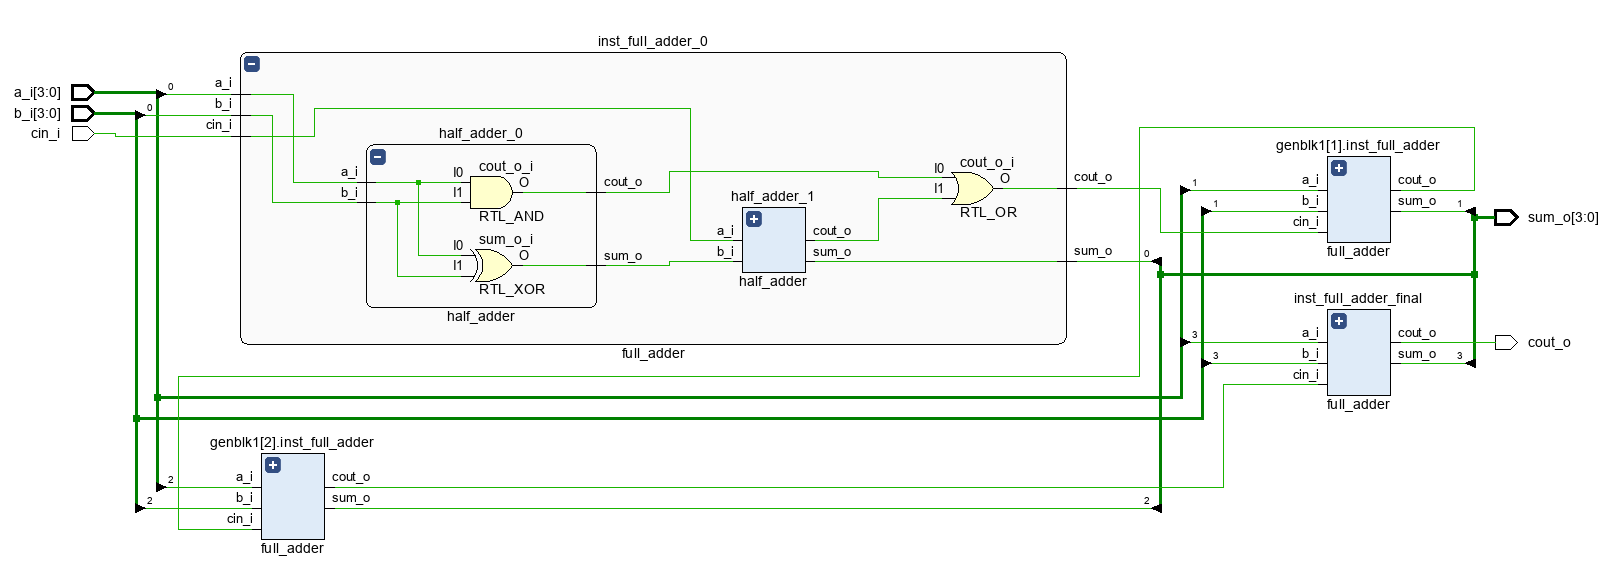 inst_full_adder_0
a_i[3:0]
0
a_i
b_i[3:0]
0
b_i
cin_i
cin_i
half_adder_0
a_i
b_i
I0
I1
cout_o_i
O
RTL_AND
cout_o
I0
I1
sum_o_i
O
RTL_XOR
sum_o
half_adder
half_adder_1
a_i
b_i
cout_o
sum_o
half_adder
I0
I1
cout_o_i
O
RTL_OR
cout_o
sum_o
0
full_adder
genblk1[1].inst_full_adder
1
a_i
1
b_i
cin_i
cout_o
sum_o
1
full_adder
sum_o[3:0]
inst_full_adder_final
3
a_i
3
b_i
cin_i
cout_o
sum_o
3
full_adder
cout_o
genblk1[2].inst_full_adder
2
a_i
2
b_i
cin_i
cout_o
sum_o
2
full_adder